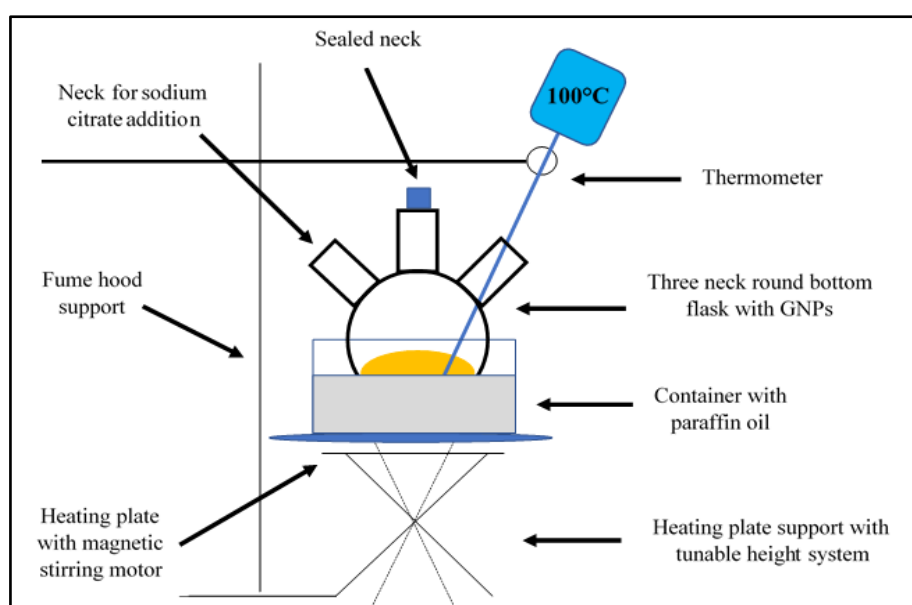 Sealed neck
Neck for sodium
citrate addition
100°C
Thermometer
Fume hood
support
Three neck round bottom
flask with GNPs
Container with
paraffin oil
Heating plate
with magnetic
stirring motor
Heating plate support with
tunable height system